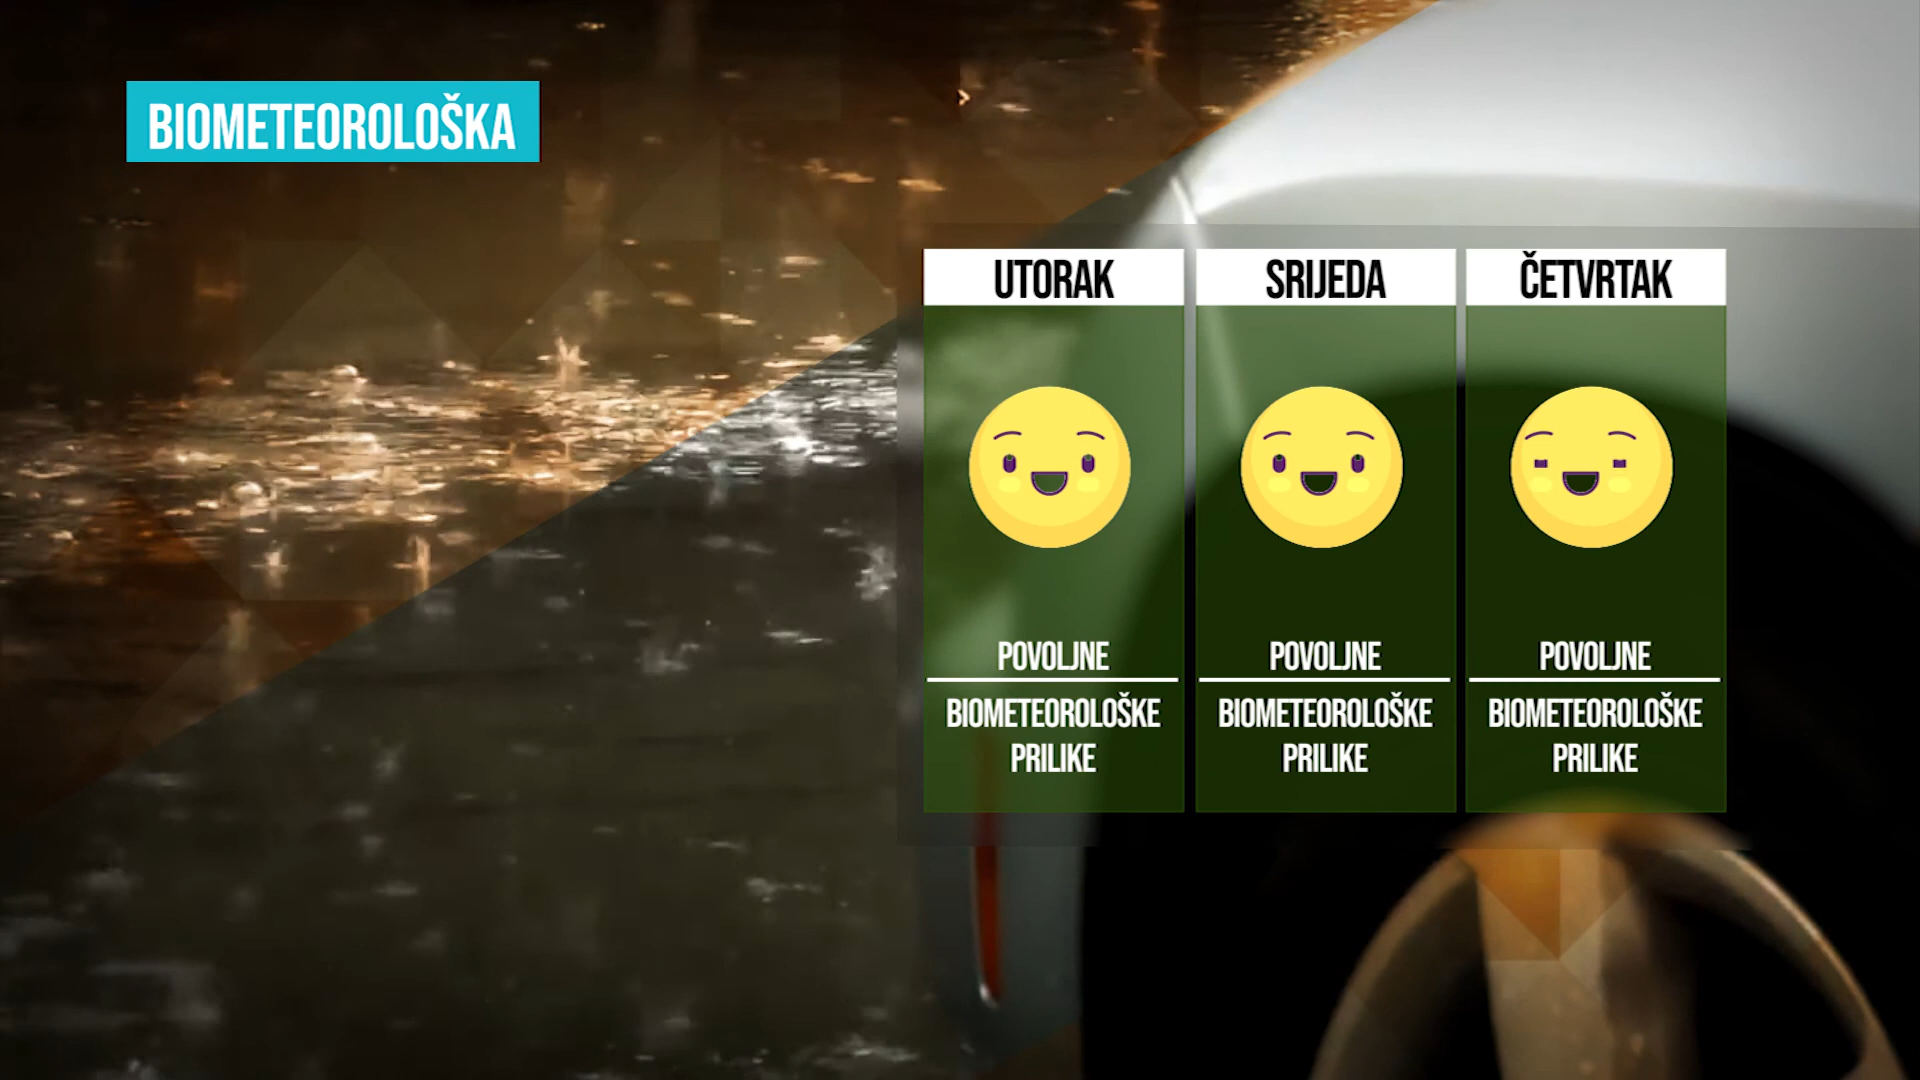 BIOMETEOROLOŠKA
UTORAK
POVOLJNE
BIOMETEOROLOŠKE
PRILIKE
SRIJEDA
POVOLJNE
BIOMETEOROLOŠKE
PRILIKE
ČETVRTAK
POVOLJNE
BIOMETEOROLOŠKE
PRILIKE